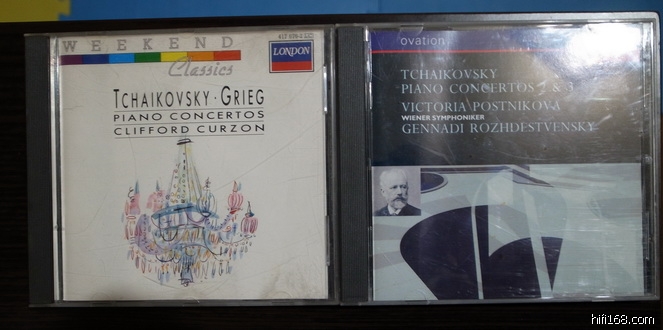 WEEKEND
Classics
LONDON
TCHAIKOVSKY · GRIEG
PIANO CONCERTOS
CLIFFORD CURZON
ovation
TCHAIKOVSKY
PIANO CONCERTOS 2 & 3
VICTORIA POSTNIKOVA
WIENER SYMPHONIKER
GENNADI ROZHDESTVENSKY
hifi168.com